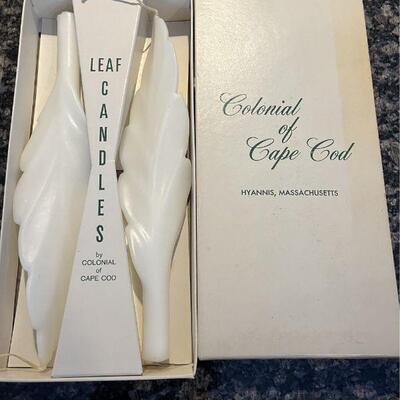 LEAF
CANDLES
by
COLONIAL
of
CAPE COD
Colonial
of
Cape Cod
HYANNIS, MASSACHUSETTS